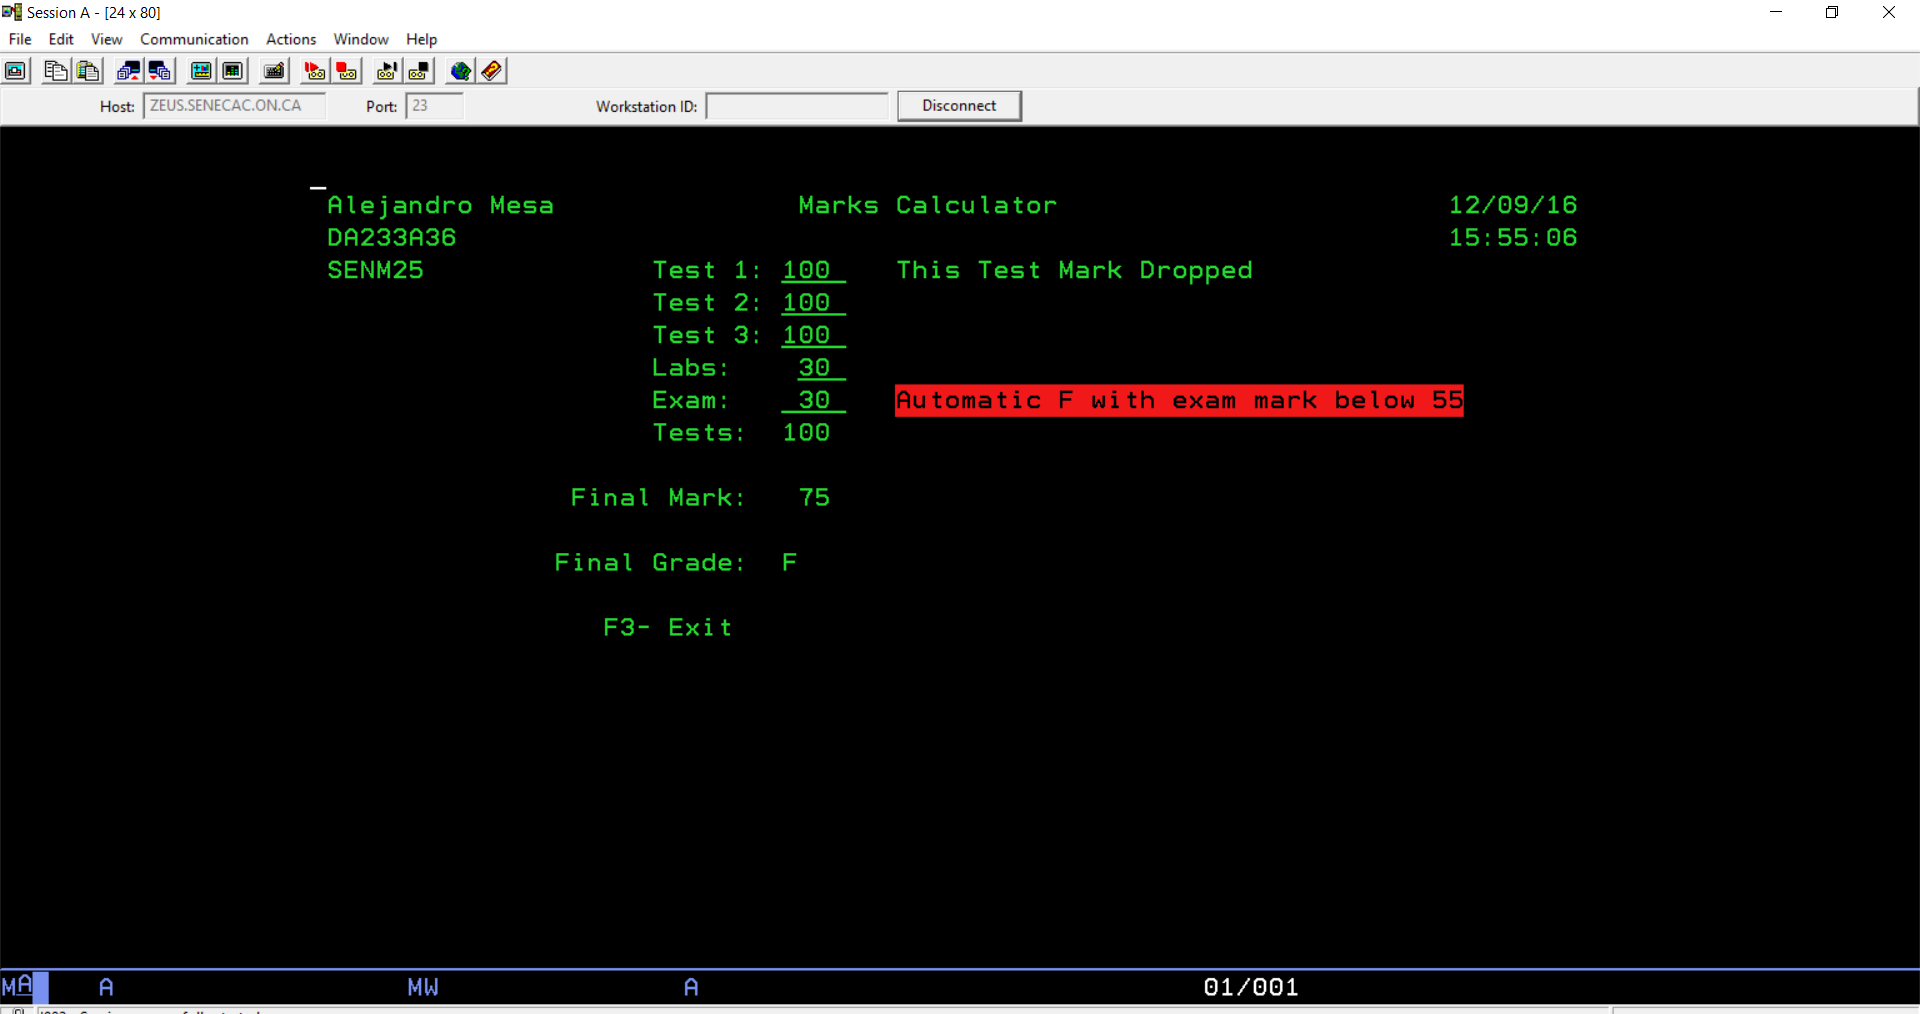 Session A - [24 x 80]
File Edit View Communication Actions Window Help
Host: ZEUS.SENECAC.ON.CA Port: 23 Workstation ID: Disconnect
Alejandro Mesa Marks Calculator 12/09/16
DA233A36 15:55:06
SENM25 Test 1: 100 This Test Mark Dropped
Test 2: 100
Test 3: 100
Labs: 30
Exam: 30 Automatic F with exam mark below 55
Tests: 100
Final Mark: 75
Final Grade: F
F3- Exit
MA A MW A 01/001